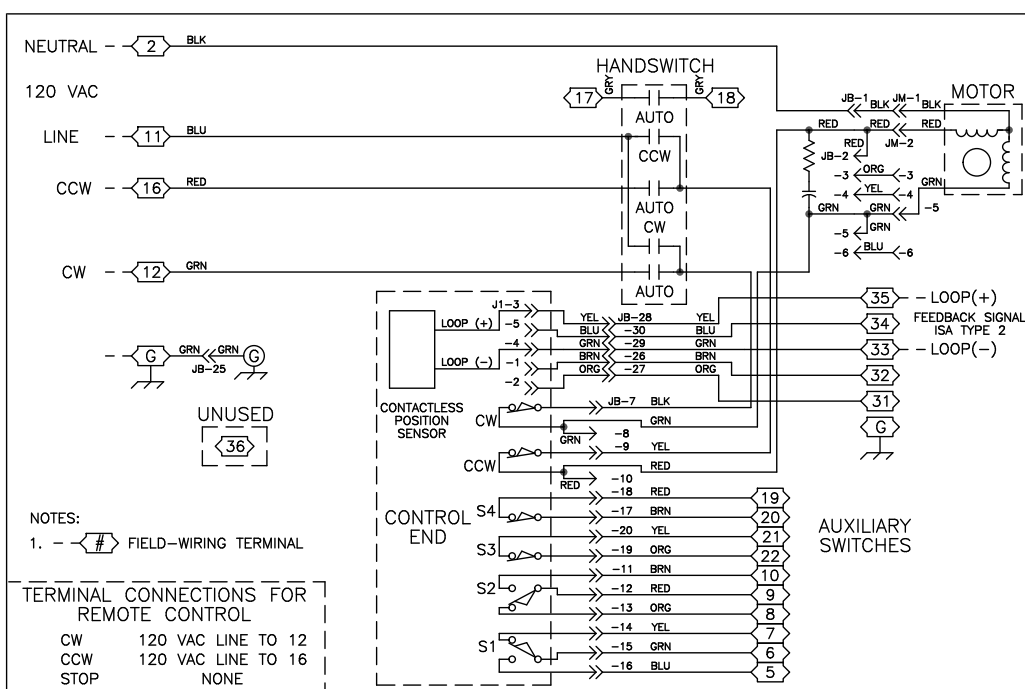 NEUTRAL - - 2 BLK
120 VAC
HANDSWITCH
17 GRY GRY 18
AUTO
JB-1 BLK JM-1 BLK
MOTOR
RED RED RED
JM-2
LINE - - 11 BLU
CCW
RED
JB-2
-3 ORG -3
-4 YEL -4
CCW - - 16 RED
AUTO
GRN
GRN GRN -5
CW
-5 GRN
-6 BLU -6
CW - - 12 GRN
AUTO
J1-3
LOOP (+) -5
-4
LOOP (-) -1
-2
YEL JB-28 YEL
BLU -30 BLU
GRN -29 GRN
BRN -26 BRN
ORG -27
35 - - LOOP(+)
34 FEEDBACK SIGNAL
ISA TYPE 2
33 - - LOOP(-)
32
31
G
- - G GRN GRN G
JB-25
CONTACTLESS
POSITION
SENSOR
UNUSED
36
CW JB-7 BLK
GRN
GRN -8
CCW -9 YEL
RED
RED -10
CONTROL
END
S4 -18 RED 19
-17 BRN 20
S3 -20 YEL 21
-19 ORG 22
S2 -11 BRN 10
-12 RED 9
-13 ORG 8
S1 -14 YEL 7
-15 GRN 6
-16 BLU 5
AUXILIARY
SWITCHES
NOTES:
1. - - # FIELD-WIRING TERMINAL
TERMINAL CONNECTIONS FOR
REMOTE CONTROL
CW 120 VAC LINE TO 12
CCW 120 VAC LINE TO 16
STOP NONE